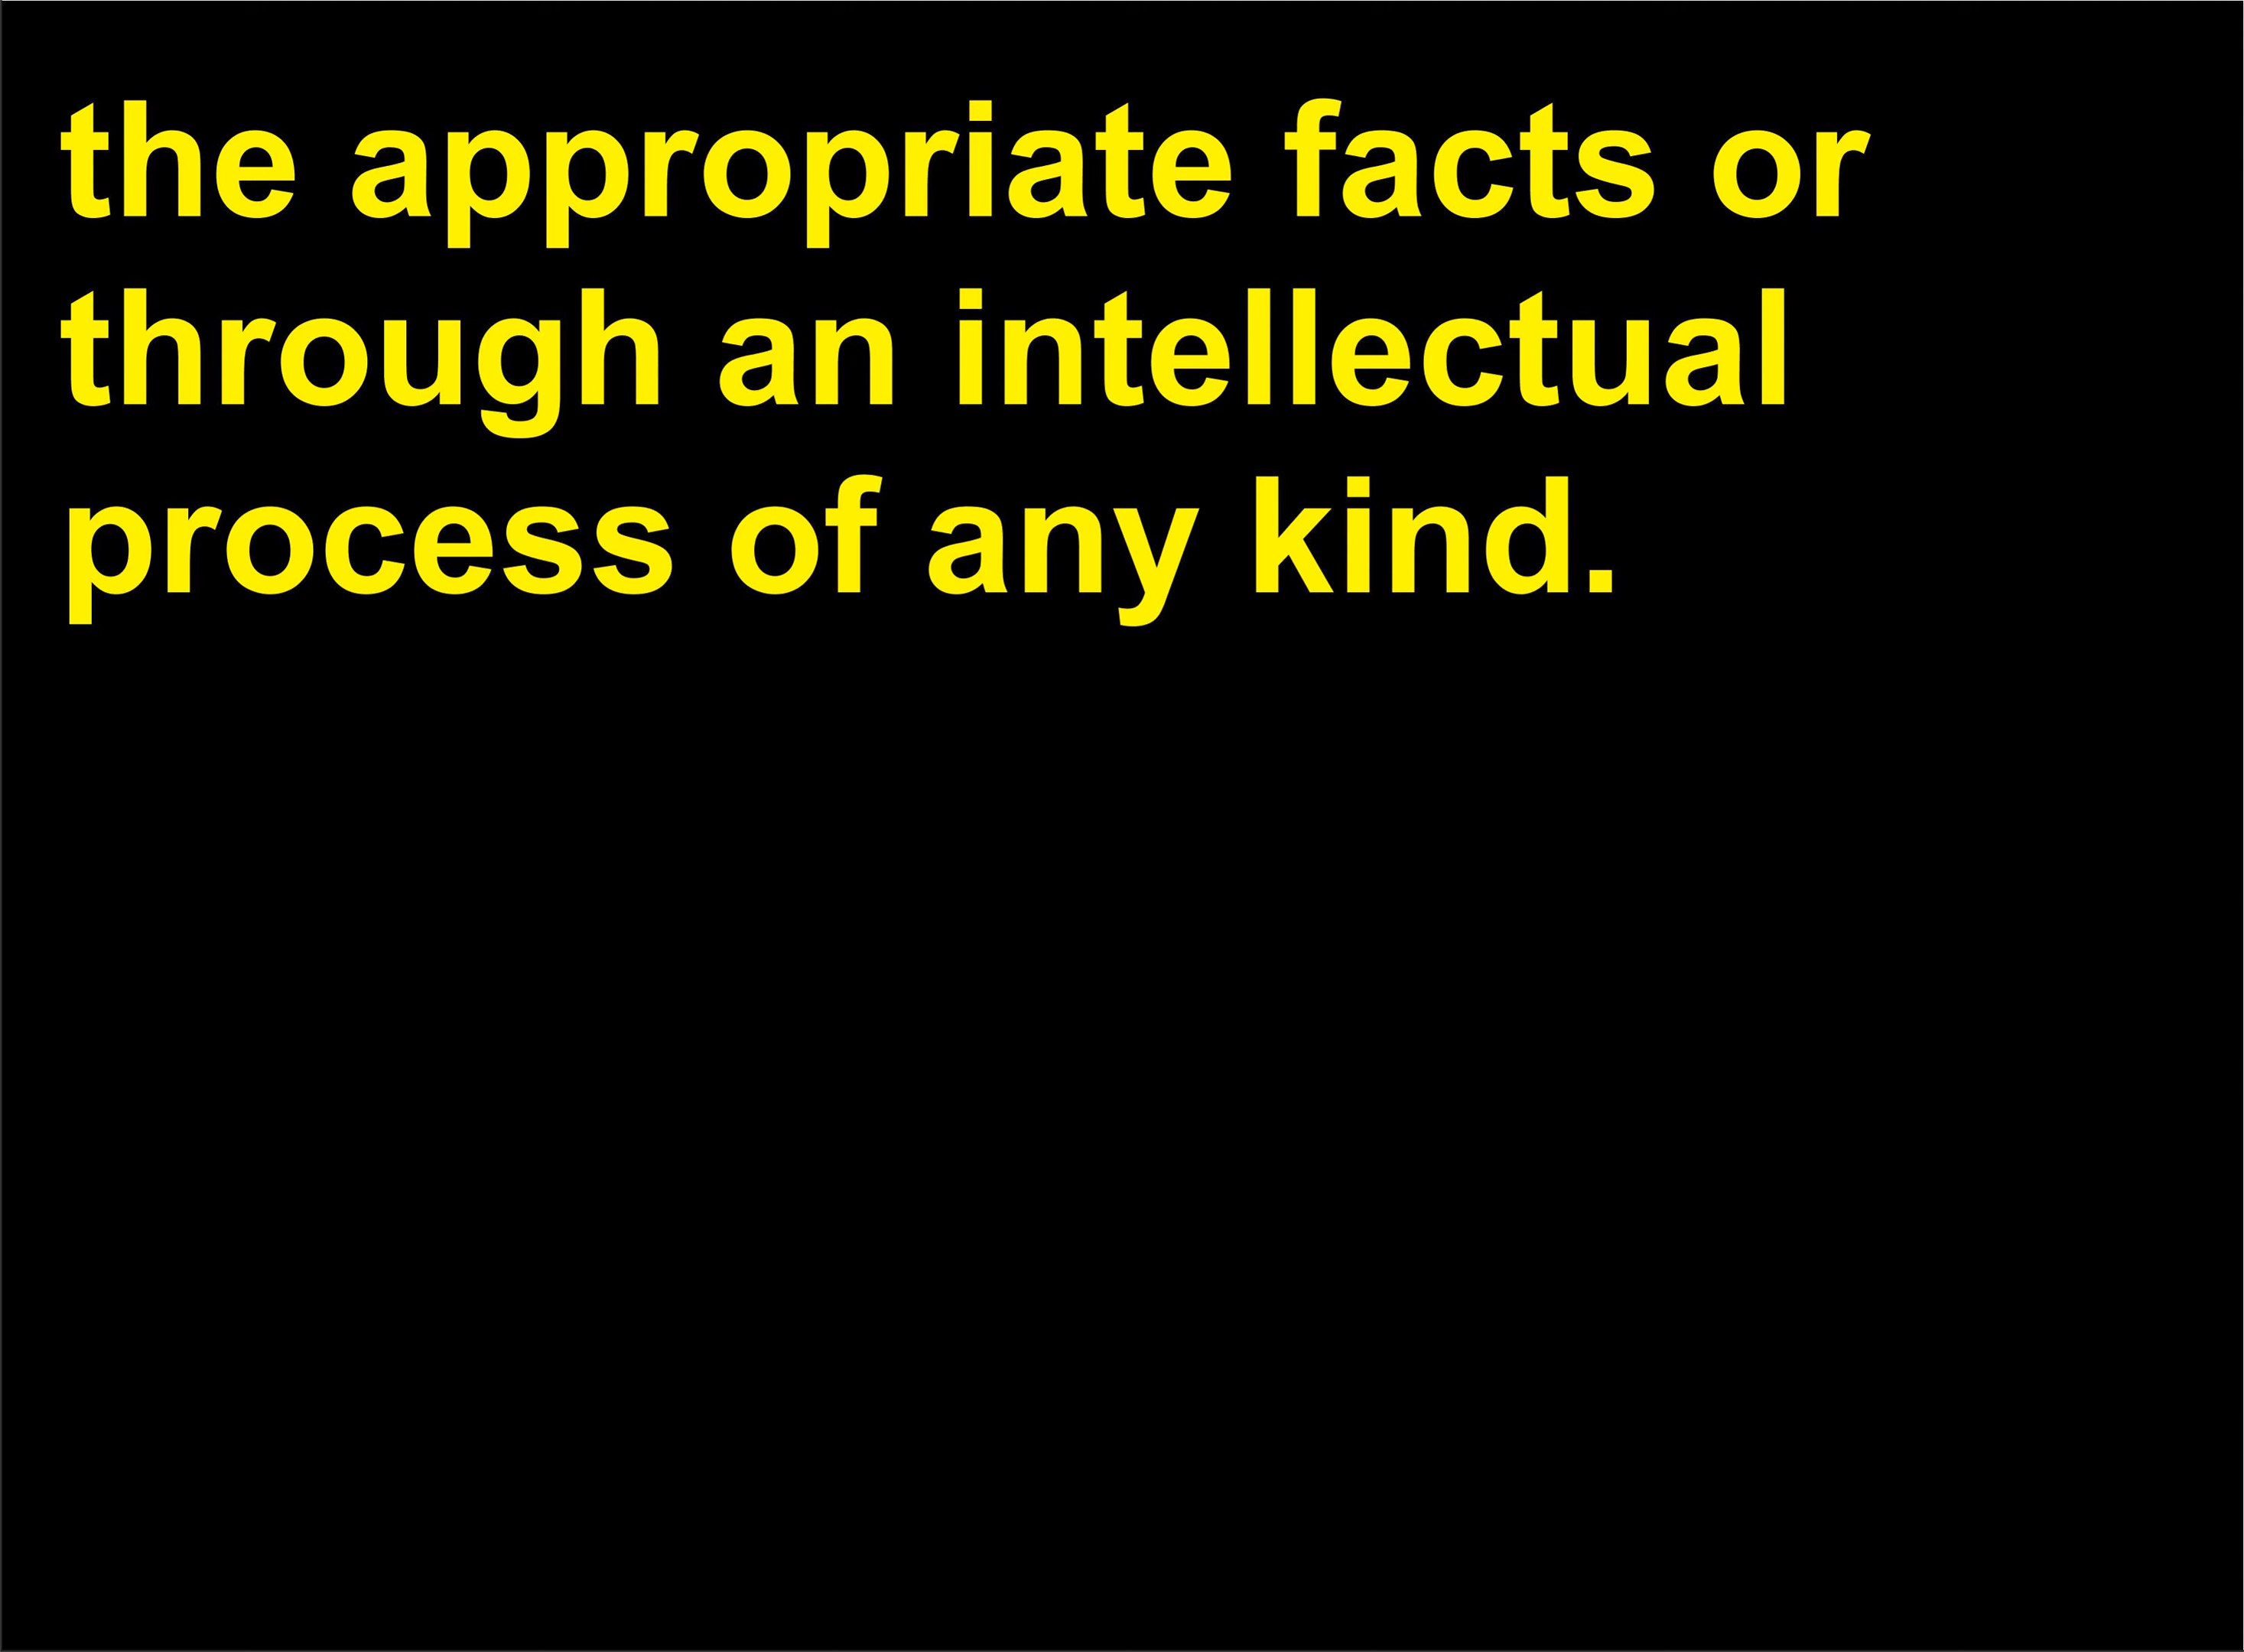 the appropriate facts or
through an intellectual
process of any kind.